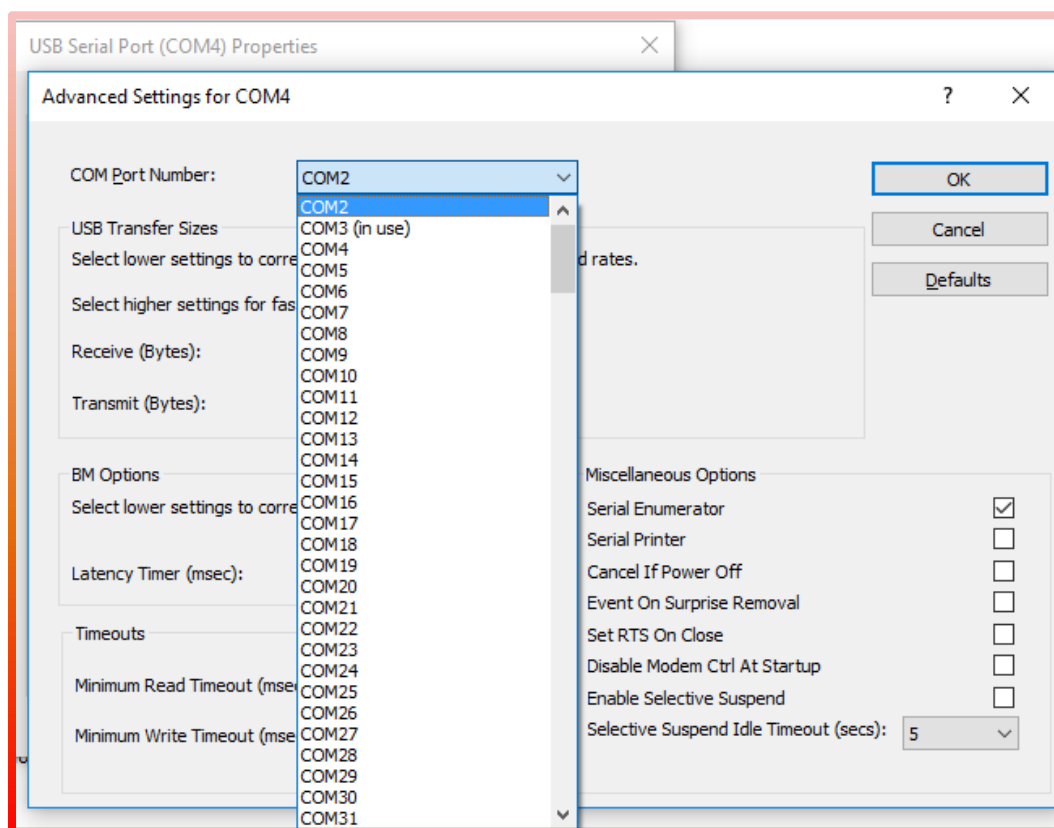 USB Serial Port (COM4) Properties
Advanced Settings for COM4
?
COM Port Number:
COM2
OK
Cancel
Defaults
COM2
COM3 (in use)
COM4
COM5
COM6
COM7
COM8
COM9
COM10
COM11
COM12
COM13
COM14
COM15
COM16
COM17
COM18
COM19
COM20
COM21
COM22
COM23
COM24
COM25
COM26
COM27
COM28
COM29
COM30
COM31
USB Transfer Sizes
Select lower settings to corre
d rates.
Select higher settings for fas
Receive (Bytes):
Transmit (Bytes):
BM Options
Select lower settings to corre
Latency Timer (msec):
Timeouts
Minimum Read Timeout (mse
Minimum Write Timeout (mse
Miscellaneous Options
Serial Enumerator
Serial Printer
Cancel If Power Off
Event On Surprise Removal
Set RTS On Close
Disable Modem Ctrl At Startup
Enable Selective Suspend
Selective Suspend Idle Timeout (secs): 5